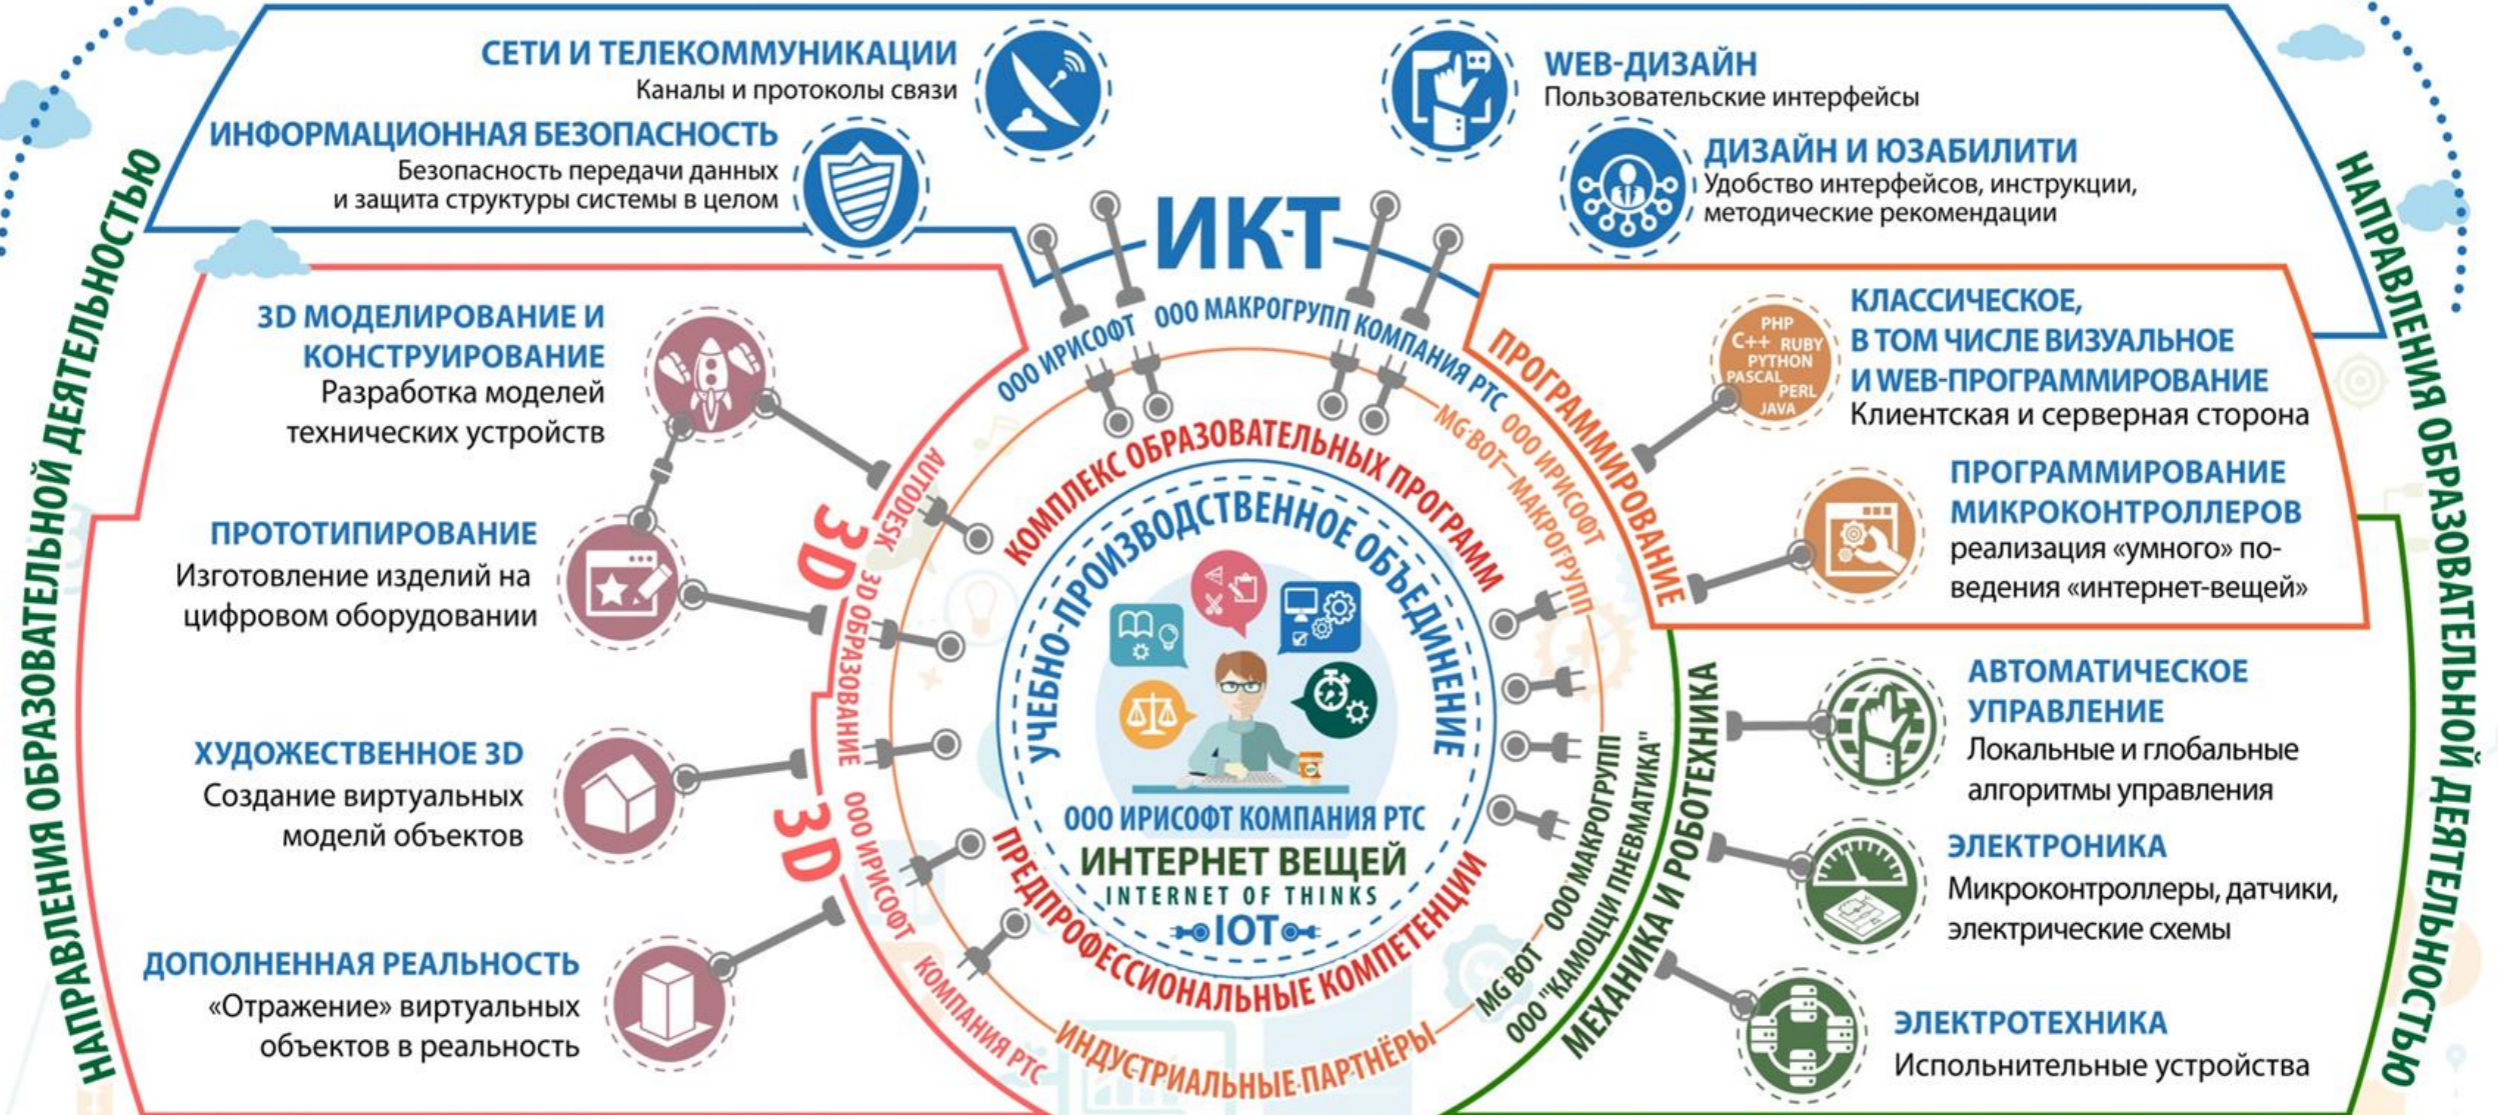 НАПРАВЛЕНИЯ ОБРАЗОВАТЕЛЬНОЙ ДЕЯТЕЛЬНОСТЬЮ
СЕТИ И ТЕЛЕКОММУНИКАЦИИ
Каналы и протоколы связи
ИНФОРМАЦИОННАЯ БЕЗОПАСНОСТЬ
Безопасность передачи данных
и защита структуры системы в целом
WEB-ДИЗАЙН
Пользовательские интерфейсы
ДИЗАЙН И ЮЗАБИЛИТИ
Удобство интерфейсов, инструкции,
методические рекомендации
ИКТ
ООО ИРИСОФТ ООО МАКРОГРУПП КОМПАНИЯ РТС
3D МОДЕЛИРОВАНИЕ И
КОНСТРУИРОВАНИЕ
Разработка моделей
технических устройств
ПРОТОТИПИРОВАНИЕ
Изготовление изделий на
цифровом оборудовании
ХУДОЖЕСТВЕННОЕ 3D
Создание виртуальных
моделй объектов
ДОПОЛНЕННАЯ РЕАЛЬНОСТЬ
«Отражение» виртуальных
объектов в реальность
3D
3D
AUTODESK
3D ОБРАЗОВАНИЕ
ООО ИРИСОФТ
КОМПАНИЯ РТС
КОМПЛЕКС ОБРАЗОВАТЕЛЬНЫХ ПРОГРАММ
УЧЕБНО-ПРОИЗВОДСТВЕННОЕ ОБЪЕДИНЕНИЕ
ООО ИРИСОФТ КОМПАНИЯ РТС
ИНТЕРНЕТ ВЕЩЕЙ
INTERNET OF THINKS
IOT
ПРЕДПРОФЕССИОНАЛЬНЫЕ КОМПЕТЕНЦИИ
ИНДУСТРИАЛЬНЫЕ ПАРТНЁРЫ
ПРОГРАММИРОВАНИЕ
ООО ИРИСОФТ
MG BOT—МАКРОГРУПП
PHP
C++ RUBY
PYTHON
PASCAL
PERL
JAVA
КЛАССИЧЕСКОЕ,
В ТОМ ЧИСЛЕ ВИЗУАЛЬНОЕ
И WEB-ПРОГРАММИРОВАНИЕ
Клиентская и серверная сторона
ПРОГРАММИРОВАНИЕ
МИКРОКОНТРОЛЛЕРОВ
реализация «умного» по-
ведения «интернет-вещей»
МЕХАНИКА И РОБОТЕХНИКА
MG BOT ООО МАКРОГРУПП
ООО "КАМОЦЦИ ПНЕВМАТИКА"
АВТОМАТИЧЕСКОЕ
УПРАВЛЕНИЕ
Локальные и глобальные
алгоритмы управления
ЭЛЕКТРОНИКА
Микроконтроллеры, датчики,
электрические схемы
ЭЛЕКТРОТЕХНИКА
Испольнительные устройства
НАПРАВЛЕНИЯ ОБРАЗОВАТЕЛЬНОЙ ДЕЯТЕЛЬНОСТЬЮ